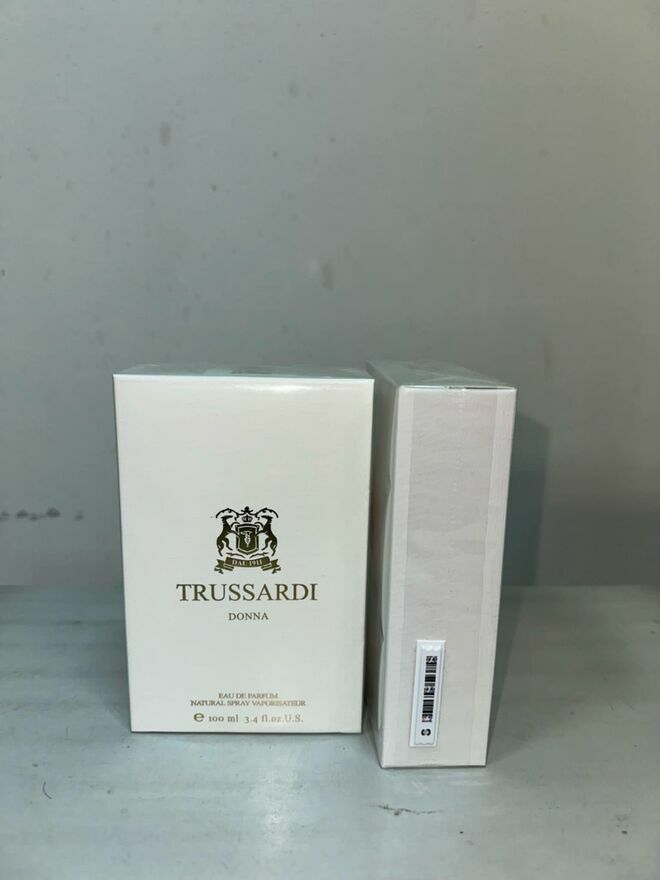 DAL 1911
TRUSSARDI
DONNA
EAU DE PARFUM
NATURAL SPRAY VAPORISATEUR
e 100 ml 3.4 fl.oz.U.S.